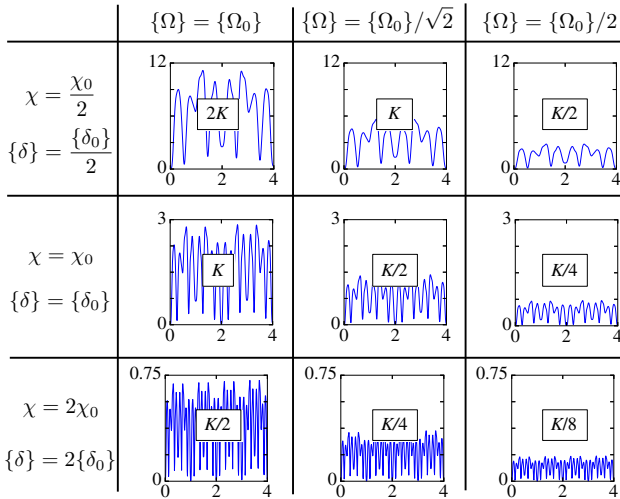 {Ω} = {Ω₀} {Ω} = {Ω₀}/√2 {Ω} = {Ω₀}/2
χ = χ₀/2
{δ} = {δ₀}/2
12 2K 0 0 2 4
12 K 0 0 2 4
12 K/2 0 0 2 4
χ = χ₀
{δ} = {δ₀}
3 K 0 0 2 4
3 K/2 0 0 2 4
3 K/4 0 0 2 4
χ = 2χ₀
{δ} = 2{δ₀}
0.75 K/2 0 0 2 4
0.75 K/4 0 0 2 4
0.75 K/8 0 0 2 4